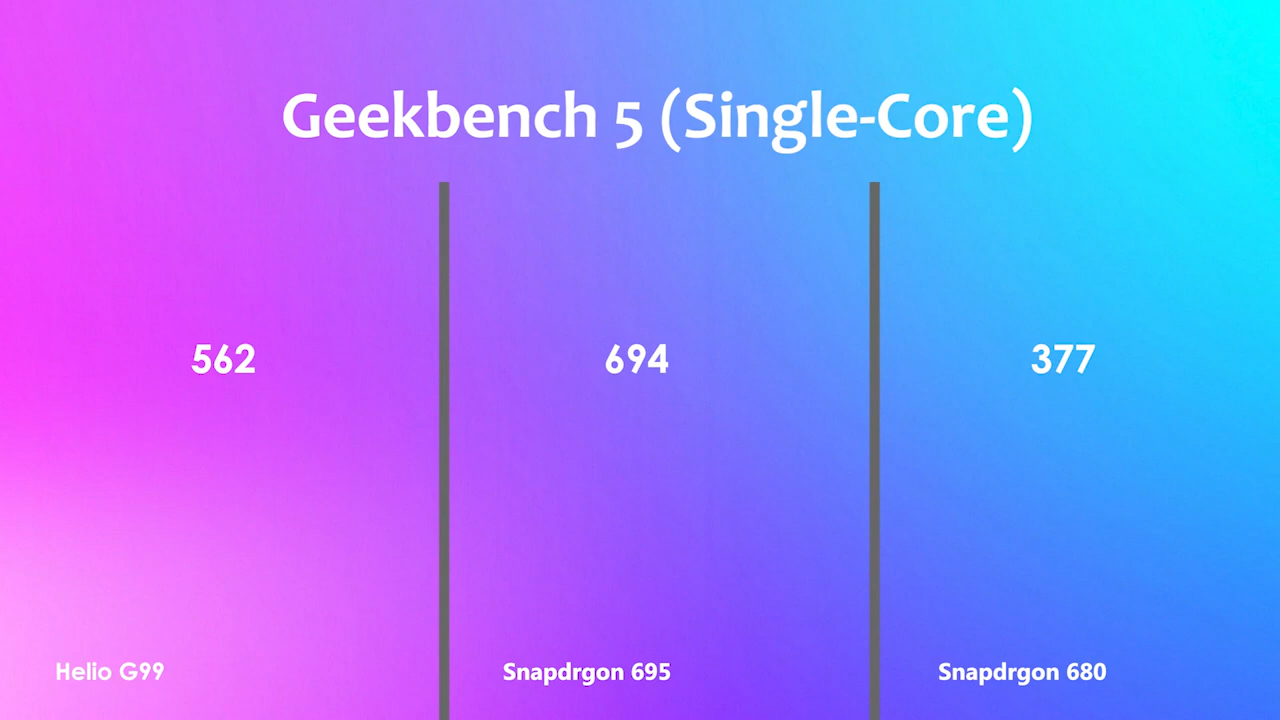 Geekbench 5 (Single-Core)
562
694
377
Helio G99
Snapdrgon 695
Snapdrgon 680